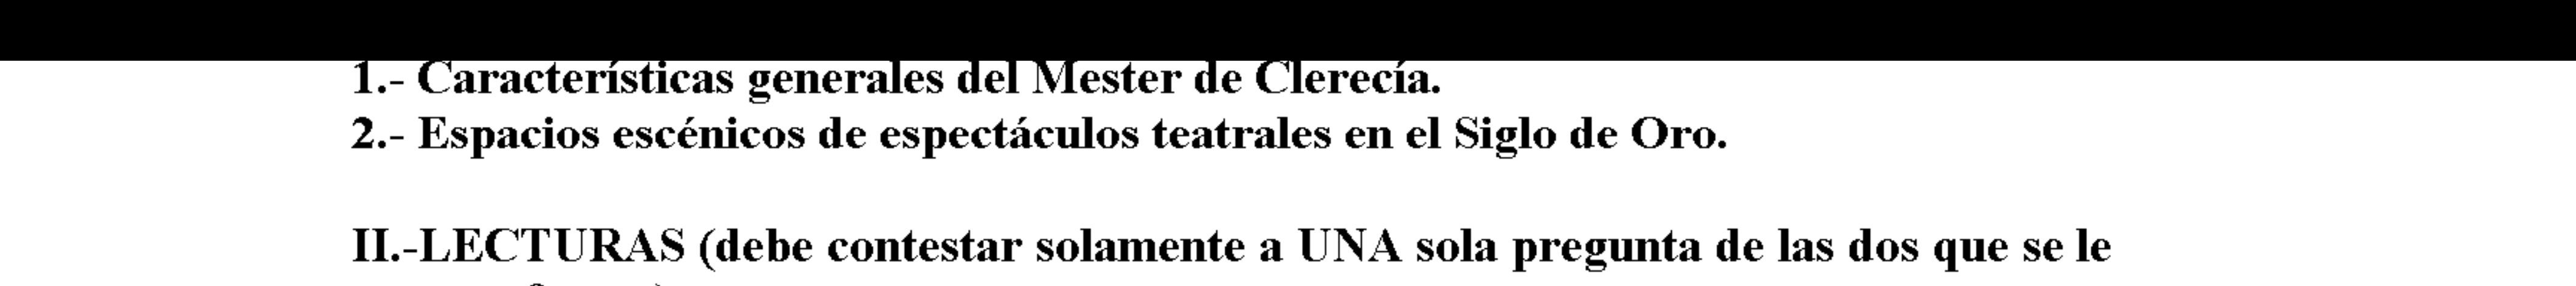 1.- Características generales del Mester de Clerecía.
2.- Espacios escénicos de espectáculos teatrales en el Siglo de Oro.
II.-LECTURAS (debe contestar solamente a UNA sola pregunta de las dos que se le